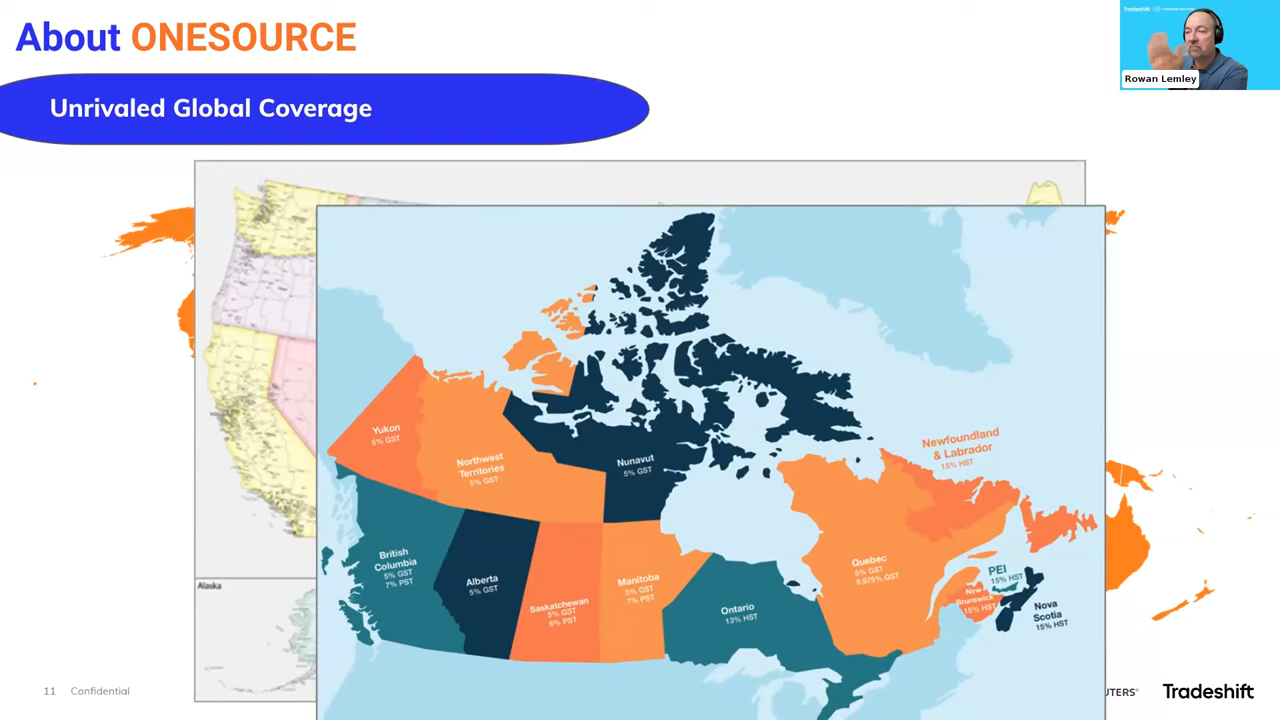 About ONESOURCE
Tradeshift
Rowan Lemley
Unrivaled Global Coverage
Newfoundland
& Labrador
15% HST
Yukon
5% GST
Northwest
Territories
5% GST
Nunavut
5% GST
British
Columbia
5% GST
7% PST
Alberta
5% GST
Saskatchewan
5% GST
6% PST
Manitoba
5% GST
7% PST
Ontario
13% HST
Quebec
5% GST
9.975% QST
PEI
15% HST
New
Brunswick
15% HST
Nova
Scotia
15% HST
Alaska
11 Confidential
UTERS®
Tradeshift